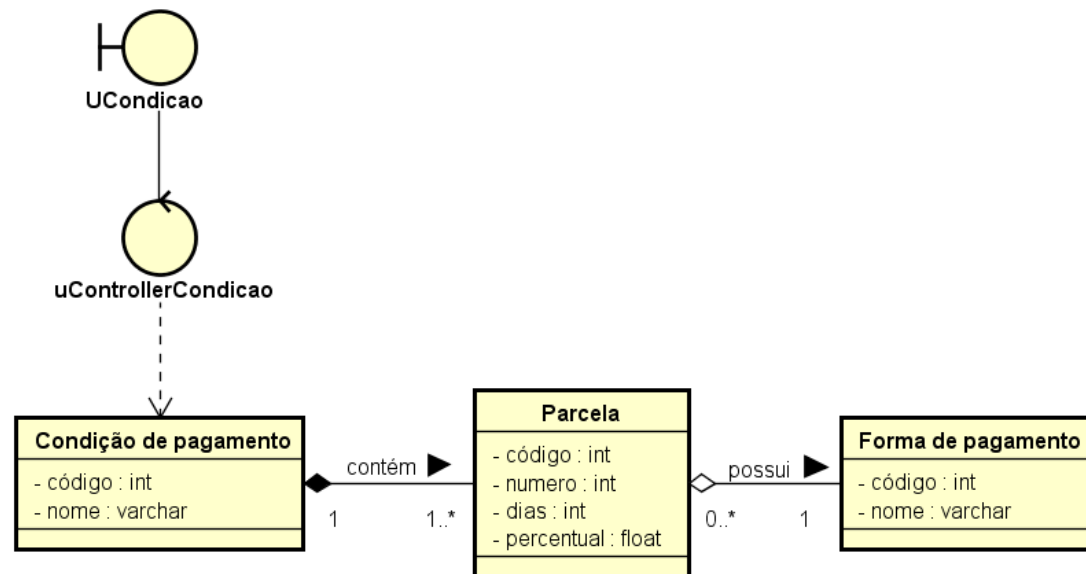 UCondicao
uControllerCondicao
Condição de pagamento
- código : int
- nome : varchar
contém
1
1..*
Parcela
- código : int
- numero : int
- dias : int
- percentual : float
possui
0..*
1
Forma de pagamento
- código : int
- nome : varchar